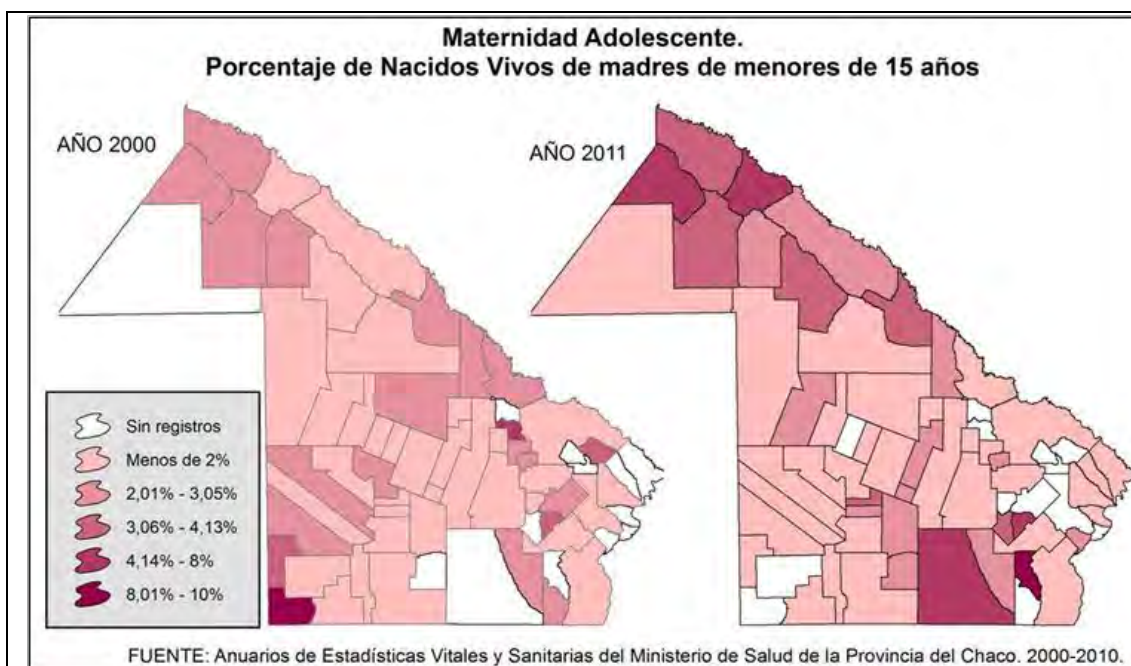 Maternidad Adolescente.
Porcentaje de Nacidos Vivos de madres de menores de 15 años
AÑO 2000
AÑO 2011
Sin registros
Menos de 2%
2,01% - 3,05%
3,06% - 4,13%
4,14% - 8%
8,01% - 10%
FUENTE: Anuarios de Estadísticas Vitales y Sanitarias del Ministerio de Salud de la Provincia del Chaco. 2000-2010.